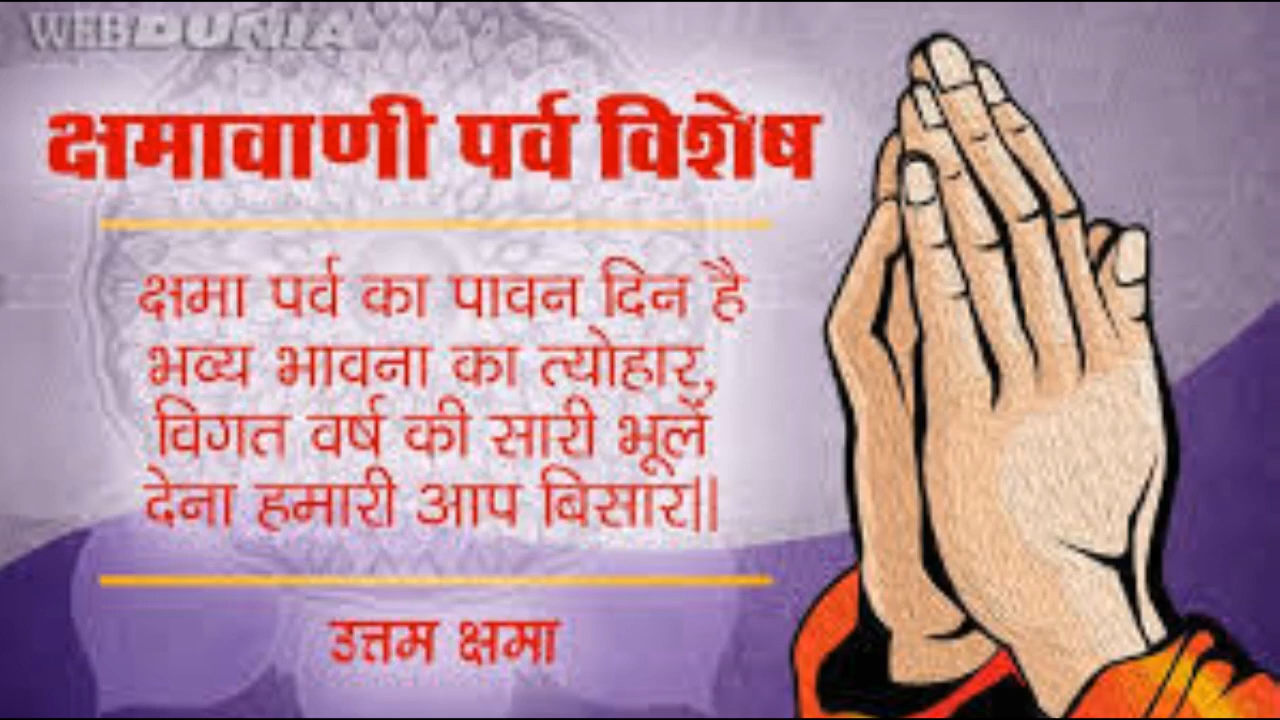 WEBDUNIA
क्षमावाणी पर्व विशेष
क्षमा पर्व का पावन दिन है
भव्य भावना का त्योहार,
विगत वर्ष की सारी भूलें
देना हमारी आप बिसार||
उत्तम क्षमा